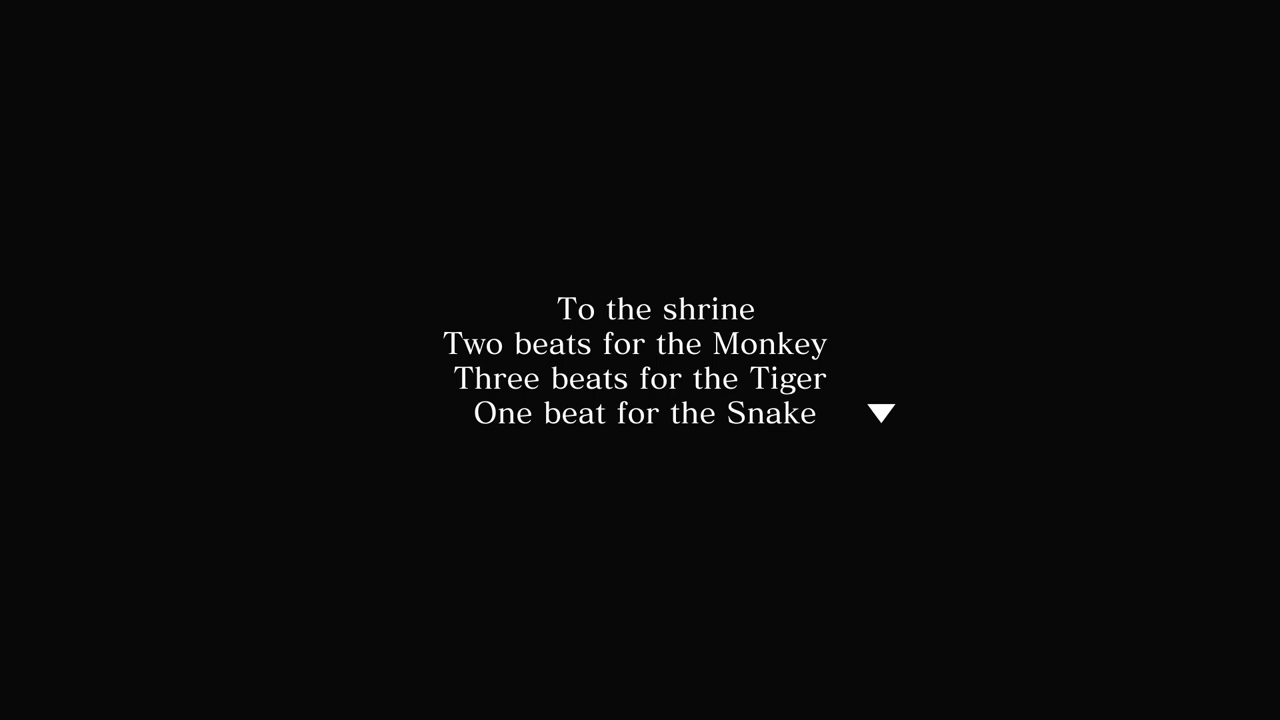 To the shrine
Two beats for the Monkey
Three beats for the Tiger
One beat for the Snake